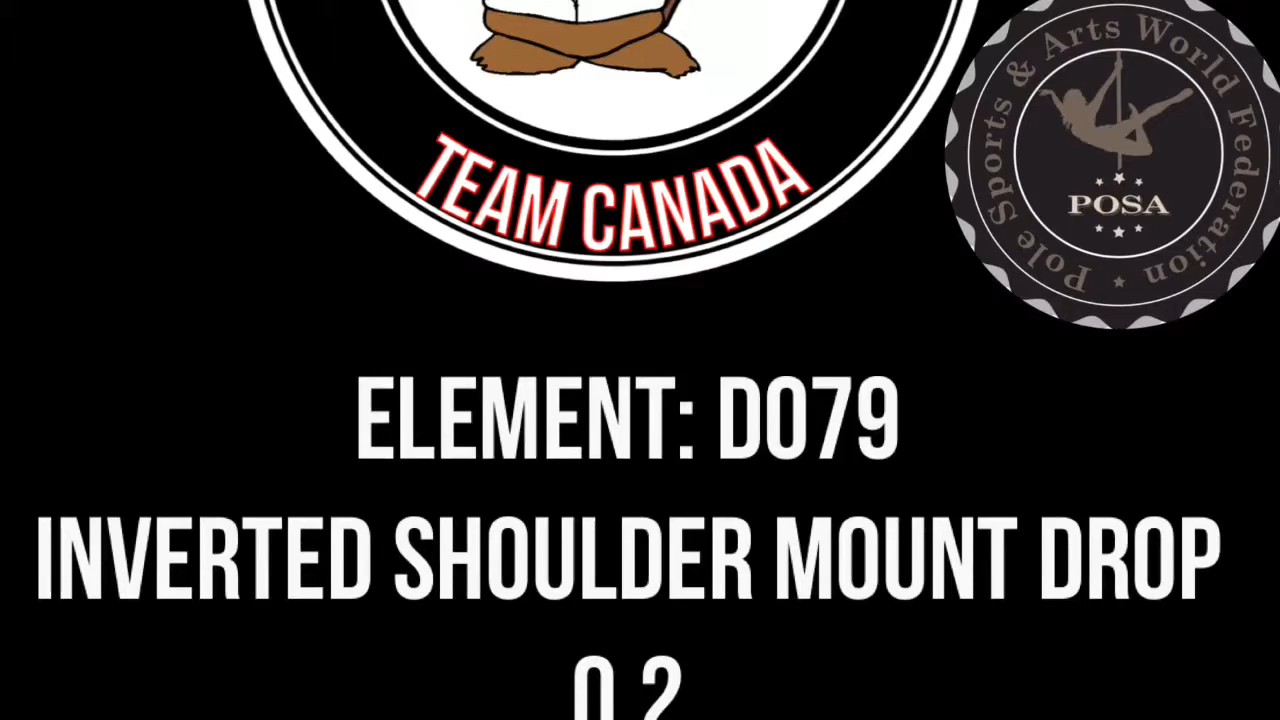 TEAM CANADA
Pole Sports & Arts World Federation
POSA
ELEMENT: D079
INVERTED SHOULDER MOUNT DROP
0.2